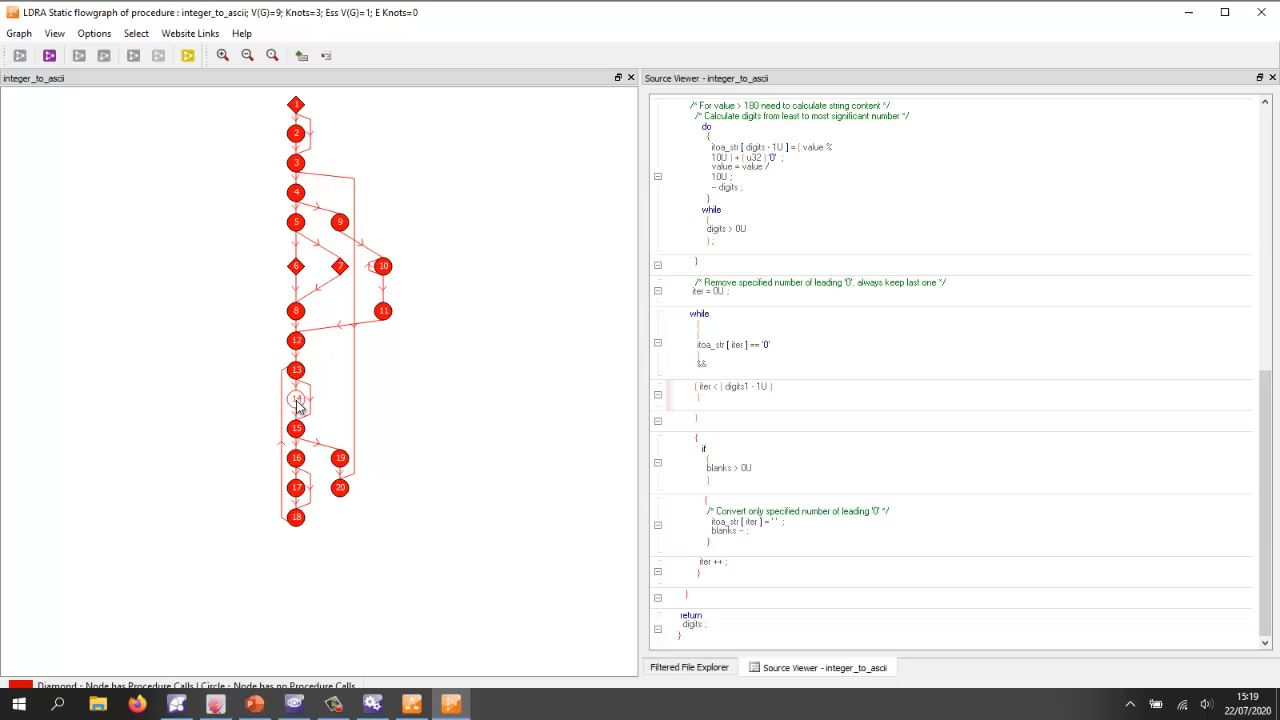 LDRA Static flowgraph of procedure : integer_to_ascii; V(G)=9; Knots=3; Ess V(G)=1; E Knots=0
Graph View Options Select Website Links Help
integer_to_ascii
Source Viewer - integer_to_ascii
1
2
3
4
5 9
6 7 10
8 11
12
13
14
15
16 19
17 20
18
/* For value > 180 need to calculate string content */
/* Calculate digits from least to most significant number */
do
{
itoa_str [ digits - 1U ] = ( value %
10U ) + ( u32 ) '0' ;
value = value /
10U ;
-- digits ;
}
while
(
digits > 0U
) ;
}
/* Remove specified number of leading '0', always keep last one */
iter = 0U ;
while
(
(
itoa_str [ iter ] == '0'
)
&&
( iter < ( digits1 - 1U )
)
)
{
if
(
blanks > 0U
)
{
/* Convert only specified number of leading '0' */
itoa_str [ iter ] = ' ' ;
blanks -- ;
}
iter ++ ;
}
}
return
digits ;
}
Filtered File Explorer
Source Viewer - integer_to_ascii
Diamond - Node has Procedure Calls | Circle - Node has no Procedure Calls
15:19
22/07/2020